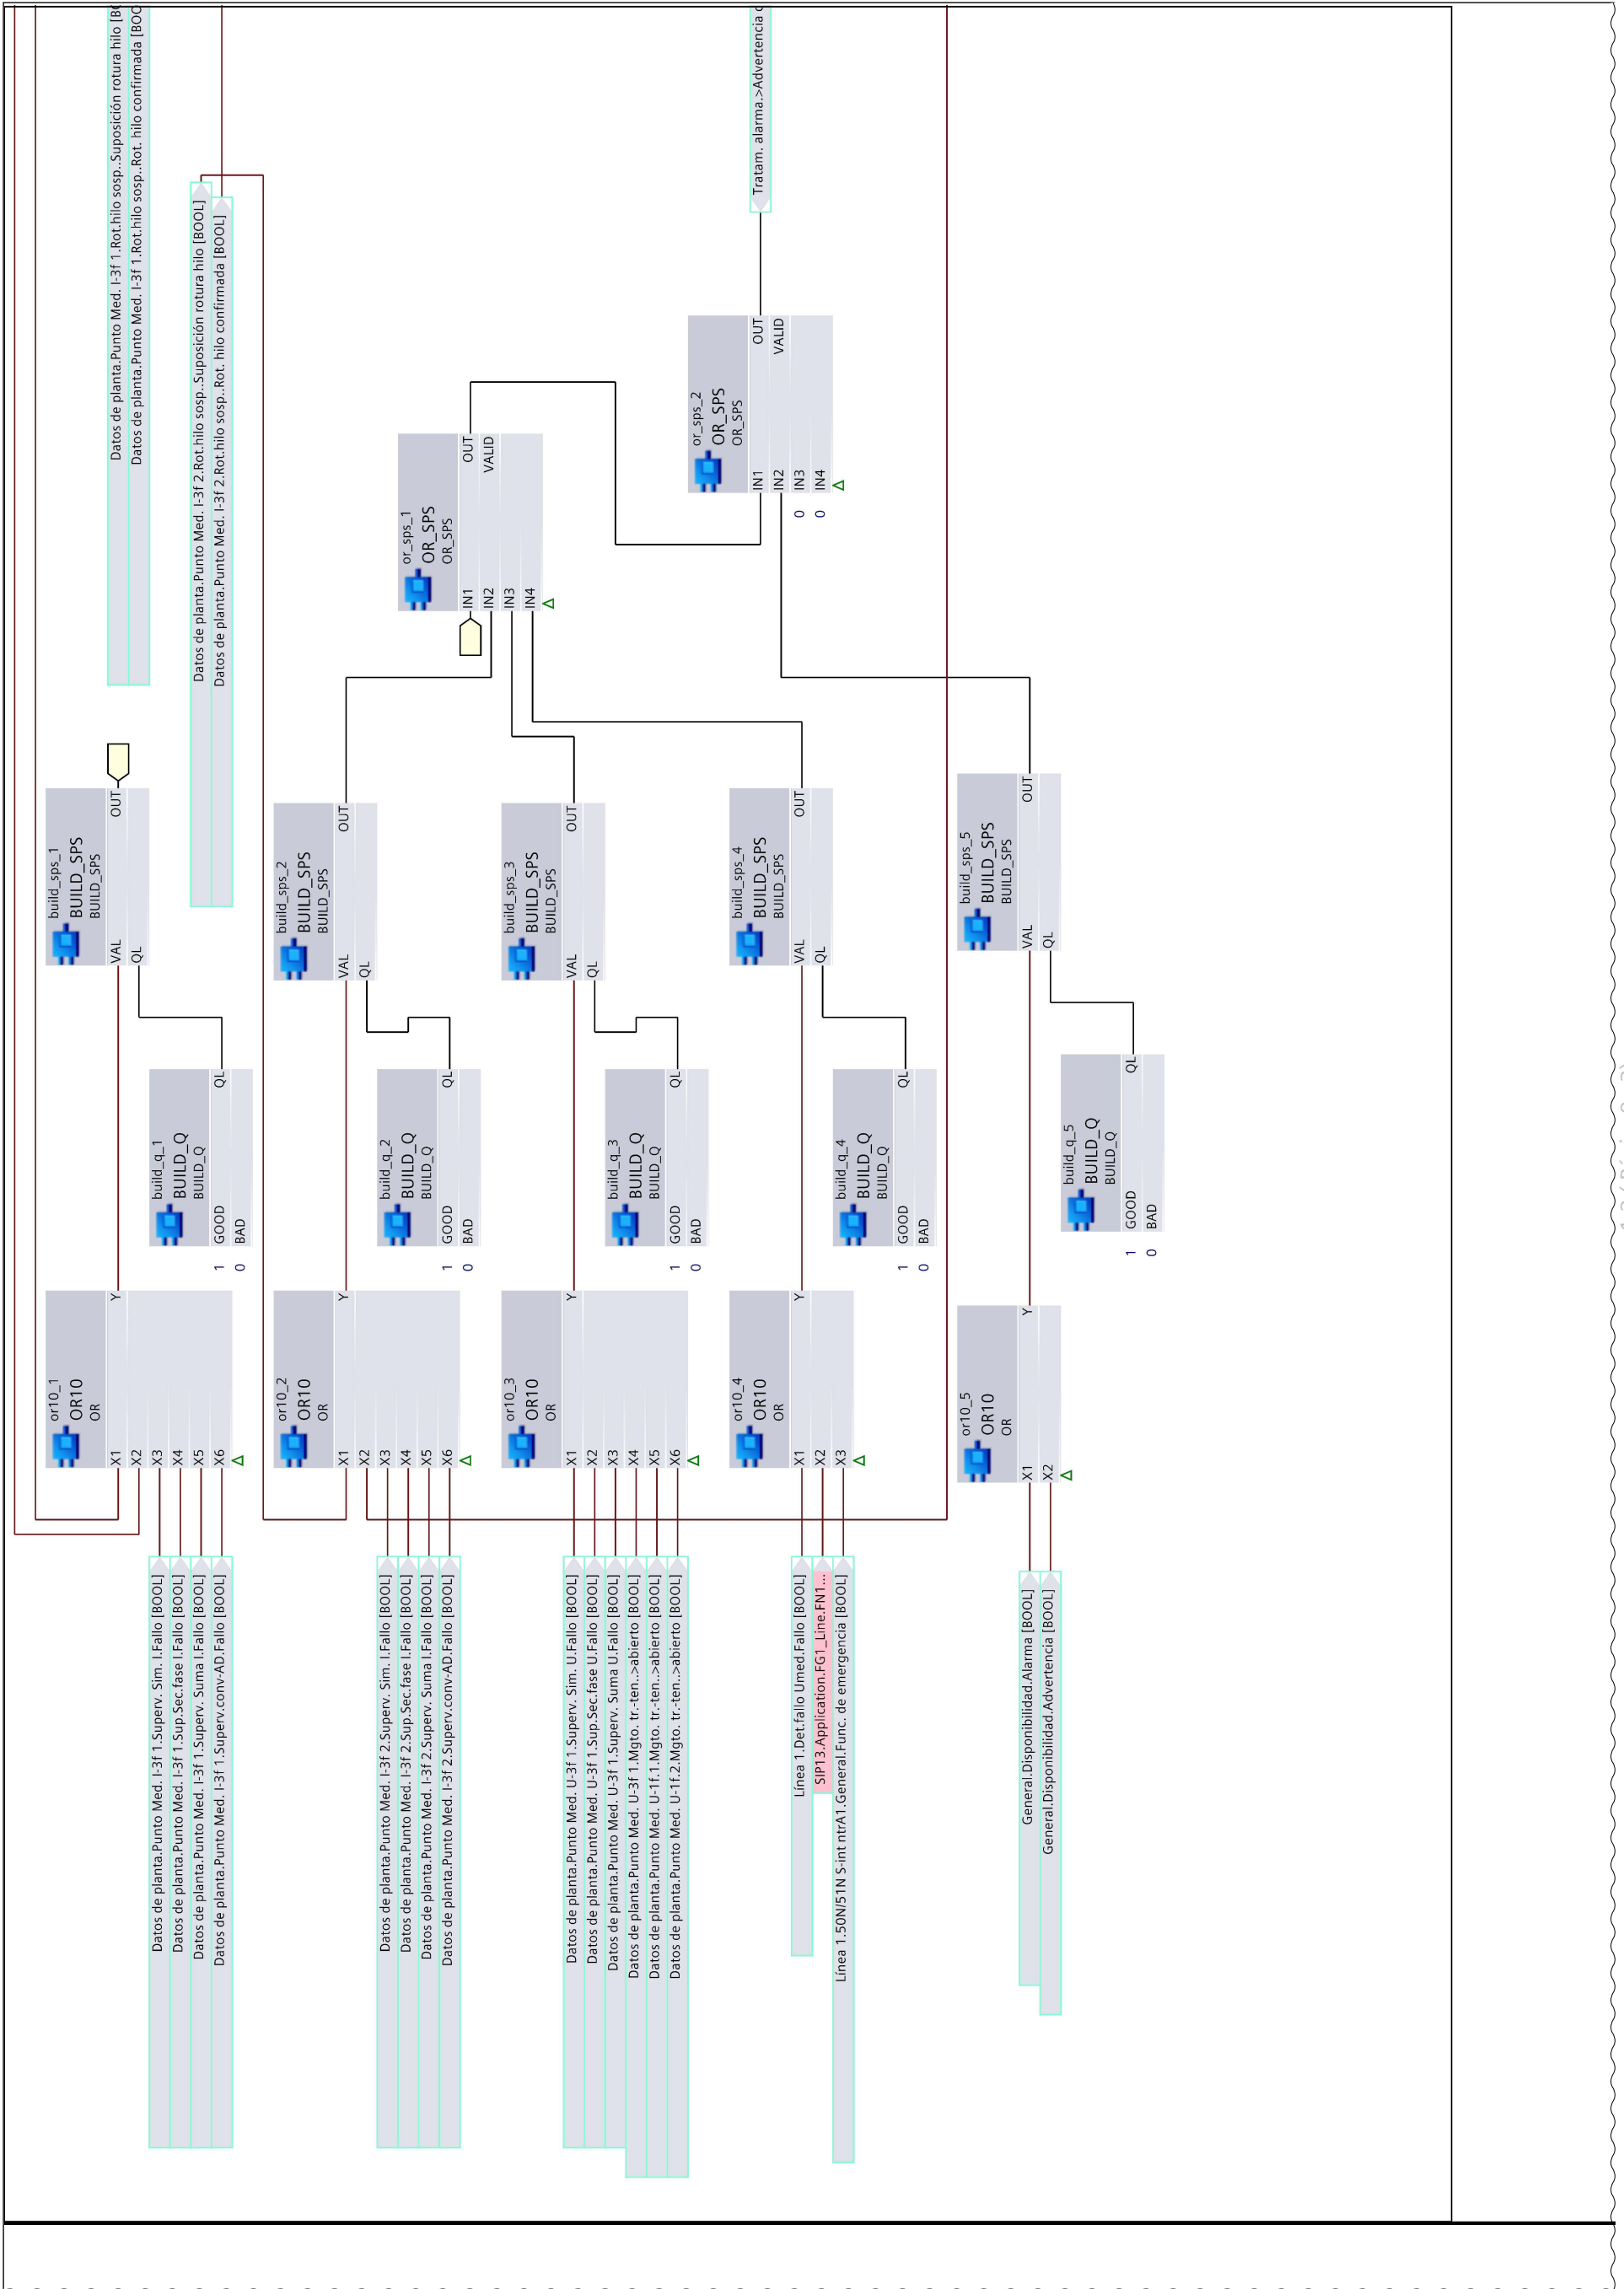 Datos de planta.Punto Med. I-3f 1.Rot.hilo sosp..Suposición rotura hilo
Datos de planta.Punto Med. I-3f 1.Rot.hilo sosp..Rot. hilo confirmada [BOO
Datos de planta.Punto Med. I-3f 2.Rot.hilo sosp..Suposición rotura hilo [BOOL]
Datos de planta.Punto Med. I-3f 2.Rot.hilo sosp..Rot. hilo confirmada [BOOL]
build_sps_1
BUILD_SPS
BUILD_SPS
VAL OUT
QL
build_q_1
BUILD_Q
BUILD_Q
1 GOOD QL
0 BAD
or10_1
OR10
OR
X1 Y
X2
X3
X4
X5
X6
Datos de planta.Punto Med. I-3f 1.Superv. Sim. I.Fallo [BOOL]
Datos de planta.Punto Med. I-3f 1.Sup.Sec.fase I.Fallo [BOOL]
Datos de planta.Punto Med. I-3f 1.Superv. Suma I.Fallo [BOOL]
Datos de planta.Punto Med. I-3f 1.Superv.conv-AD.Fallo [BOOL]
build_sps_2
BUILD_SPS
BUILD_SPS
VAL OUT
QL
build_q_2
BUILD_Q
BUILD_Q
1 GOOD QL
0 BAD
or10_2
OR10
OR
X1 Y
X2
X3
X4
X5
X6
Datos de planta.Punto Med. I-3f 2.Superv. Sim. I.Fallo [BOOL]
Datos de planta.Punto Med. I-3f 2.Sup.Sec.fase I.Fallo [BOOL]
Datos de planta.Punto Med. I-3f 2.Superv. Suma I.Fallo [BOOL]
Datos de planta.Punto Med. I-3f 2.Superv.conv-AD.Fallo [BOOL]
or_sps_1
OR_SPS
OR_SPS
IN1 OUT
IN2 VALID
IN3
IN4
build_sps_3
BUILD_SPS
BUILD_SPS
VAL OUT
QL
build_q_3
BUILD_Q
BUILD_Q
1 GOOD QL
0 BAD
or10_3
OR10
OR
X1 Y
X2
X3
X4
X5
X6
Datos de planta.Punto Med. U-3f 1.Superv. Sim. U.Fallo [BOOL]
Datos de planta.Punto Med. U-3f 1.Sup.Sec.fase U.Fallo [BOOL]
Datos de planta.Punto Med. U-3f 1.Superv. Suma U.Fallo [BOOL]
Datos de planta.Punto Med. U-3f 1.Mgto. tr.-ten..>abierto [BOOL]
Datos de planta.Punto Med. U-1f.1.Mgto. tr.-ten..>abierto [BOOL]
Datos de planta.Punto Med. U-1f.2.Mgto. tr.-ten..>abierto [BOOL]
or_sps_2
OR_SPS
OR_SPS
IN1 OUT
IN2 VALID
0 IN3
0 IN4
Tratam. alarma.>Advertencia
build_sps_4
BUILD_SPS
BUILD_SPS
VAL OUT
QL
build_q_4
BUILD_Q
BUILD_Q
1 GOOD QL
0 BAD
or10_4
OR10
OR
X1 Y
X2
X3
Línea 1.Det.fallo Umed.Fallo [BOOL]
SIP13.Application.FG1_Line.FN1...
Línea 1.50N/51N S-int ntrA1.General.Func. de emergencia [BOOL]
build_sps_5
BUILD_SPS
BUILD_SPS
VAL OUT
QL
build_q_5
BUILD_Q
BUILD_Q
1 GOOD QL
0 BAD
or10_5
OR10
OR
X1 Y
X2
General.Disponibilidad.Alarma [BOOL]
General.Disponibilidad.Advertencia [BOOL]